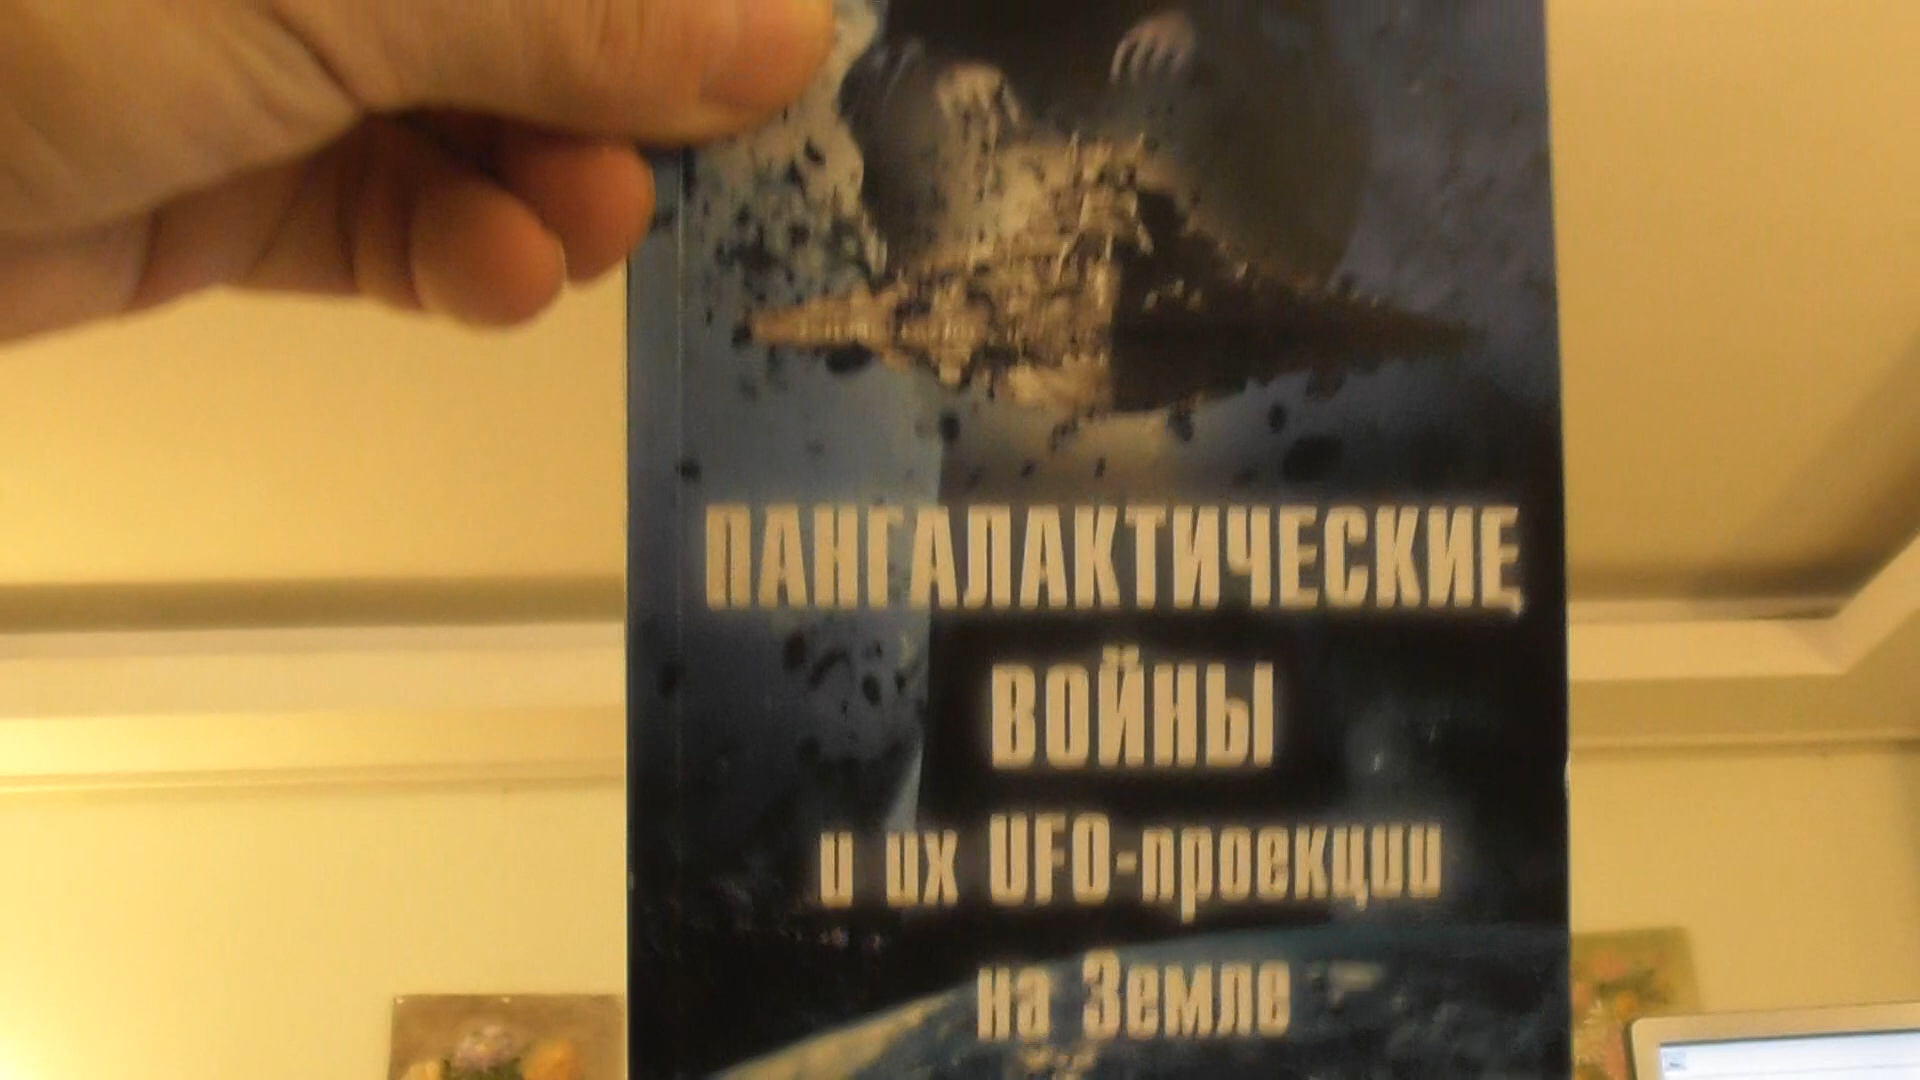 ПАНГАЛАКТИЧЕСКИЕ
ВОЙНЫ
и их UFO-проекции
на Земле